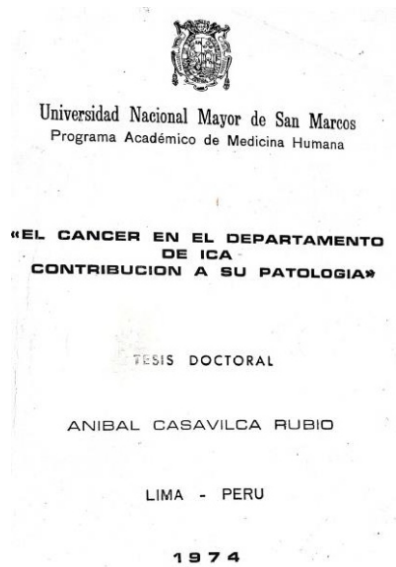 Universidad Nacional Mayor de San Marcos
Programa Académico de Medicina Humana
«EL CANCER EN EL DEPARTAMENTO
DE ICA
CONTRIBUCION A SU PATOLOGIA»
TESIS DOCTORAL
ANIBAL CASAVILCA RUBIO
LIMA - PERU
1974